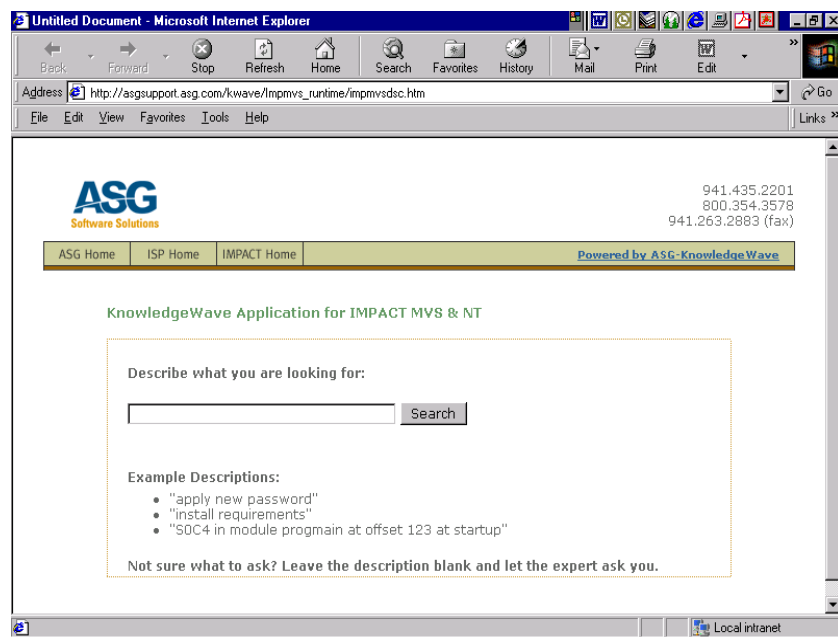 Untitled Document - Microsoft Internet Explorer
Back Forward Stop Refresh Home Search Favorites History Mail Print Edit »
Address http://asgsupport.asg.com/kwave/Impmvs_runtime/impmvsdsc.htm Go
File Edit View Favorites Tools Help Links »
ASG
Software Solutions
941.435.2201
800.354.3578
941.263.2883 (fax)
ASG Home ISP Home IMPACT Home Powered by ASG-KnowledgeWave
KnowledgeWave Application for IMPACT MVS & NT
Describe what you are looking for:
Search
Example Descriptions:
• "apply new password"
• "install requirements"
• "S0C4 in module progmain at offset 123 at startup"
Not sure what to ask? Leave the description blank and let the expert ask you.
Local intranet